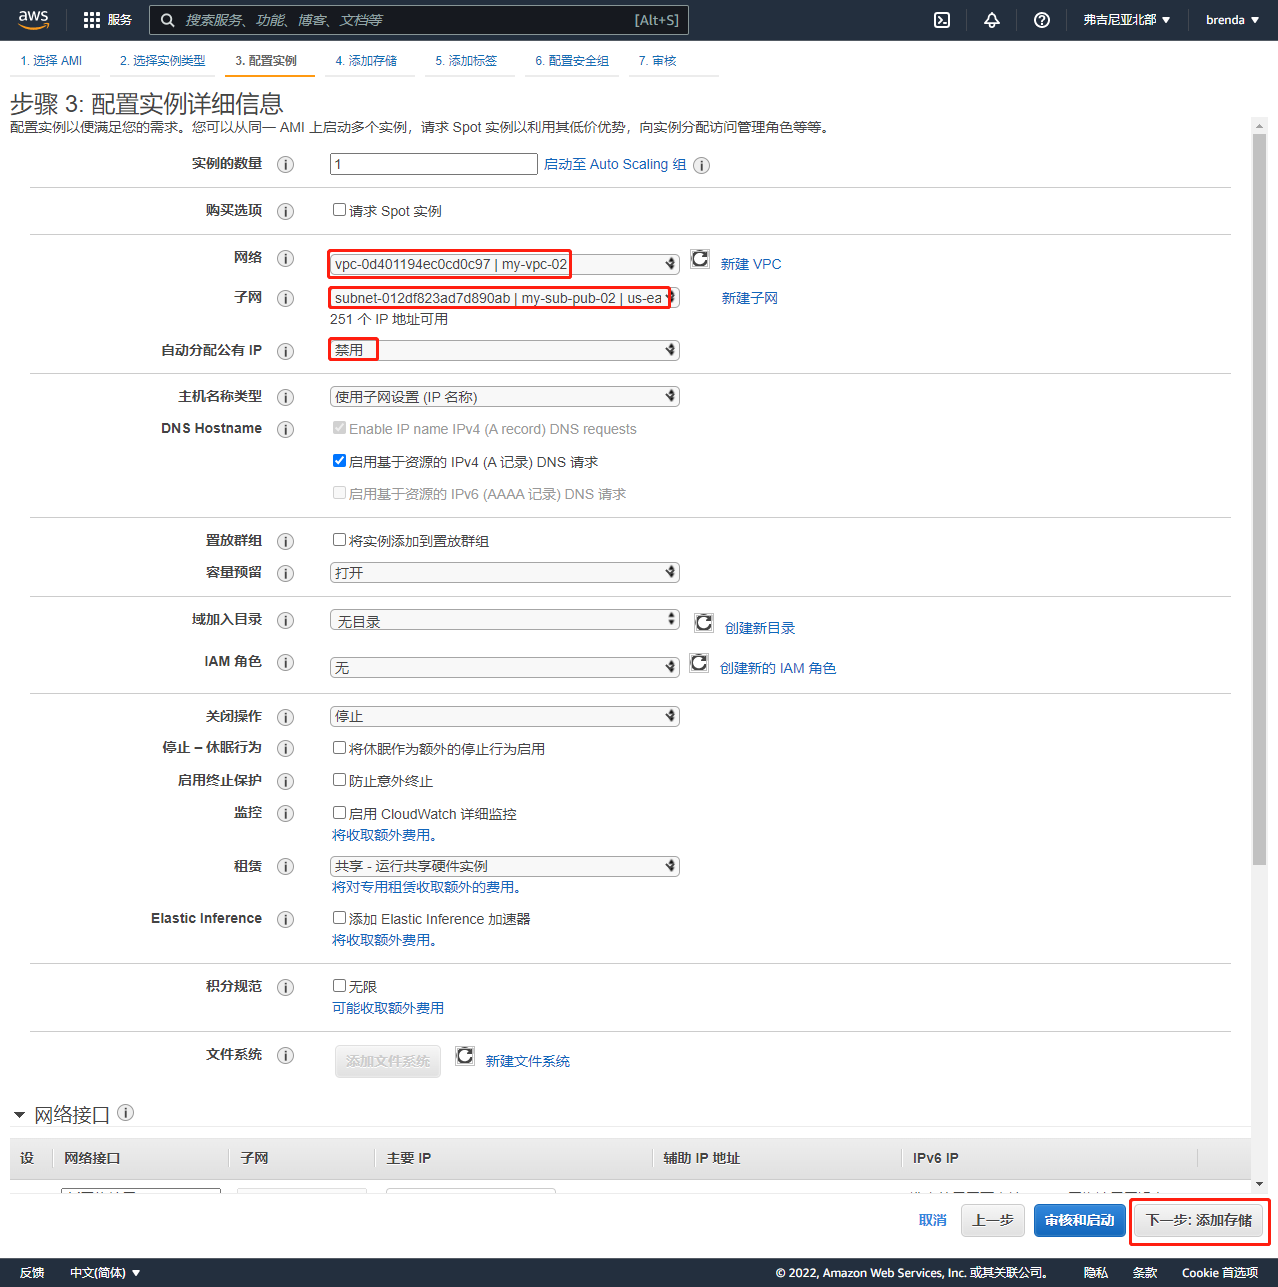 aws 服务 搜索服务、功能、博客、文档等 [Alt+S] 弗吉尼亚北部 ▼ brenda ▼
1. 选择 AMI 2. 选择实例类型 3. 配置实例 4. 添加存储 5. 添加标签 6. 配置安全组 7. 审核
步骤 3: 配置实例详细信息
配置实例以便满足您的需求。您可以从同一 AMI 上启动多个实例，请求 Spot 实例以利用其低价优势，向实例分配访问管理角色等等。
实例的数量 1 启动至 Auto Scaling 组
购买选项 请求 Spot 实例
网络 vpc-0d401194ec0cd0c97 | my-vpc-02 新建 VPC
子网 subnet-012df823ad7d890ab | my-sub-pub-02 | us-ea 新建子网
251 个 IP 地址可用
自动分配公有 IP 禁用
主机名称类型 使用子网设置 (IP 名称)
DNS Hostname Enable IP name IPv4 (A record) DNS requests
启用基于资源的 IPv4 (A 记录) DNS 请求
启用基于资源的 IPv6 (AAAA 记录) DNS 请求
置放群组 将实例添加到置放群组
容量预留 打开
域加入目录 无目录 创建新目录
IAM 角色 无 创建新的 IAM 角色
关闭操作 停止
停止 – 休眠行为 将休眠作为额外的停止行为启用
启用终止保护 防止意外终止
监控 启用 CloudWatch 详细监控
将收取额外费用。
租赁 共享 - 运行共享硬件实例
将对专用租赁收取额外的费用。
Elastic Inference 添加 Elastic Inference 加速器
将收取额外费用。
积分规范 无限
可能收取额外费用
文件系统 添加文件系统 新建文件系统
网络接口
设 网络接口 子网 主要 IP 辅助 IP 地址 IPv6 IP
取消 上一步 审核和启动 下一步: 添加存储
反馈 中文(简体) ▼ © 2022, Amazon Web Services, Inc. 或其关联公司。 隐私 条款 Cookie 首选项